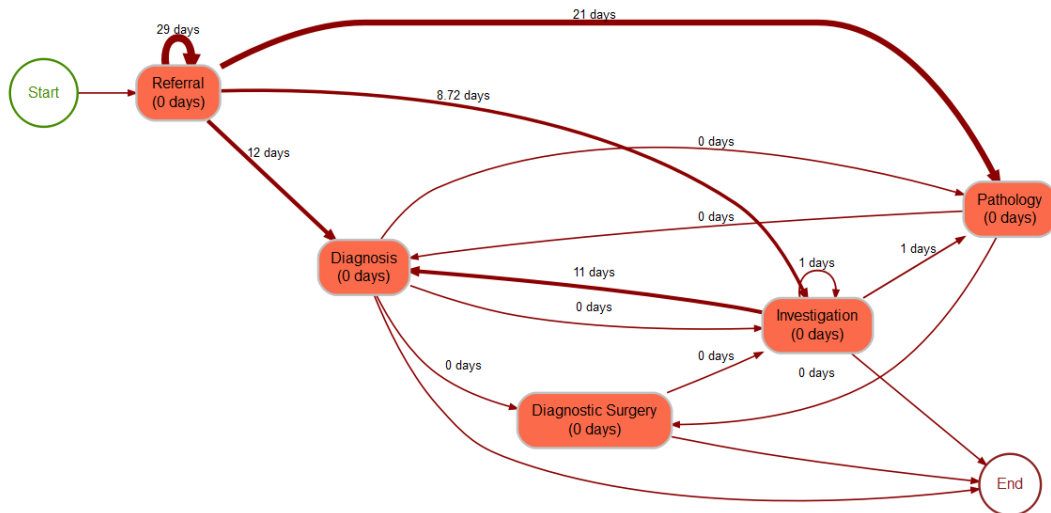 21 days
29 days
Referral
(0 days)
Start
8.72 days
12 days
0 days
Pathology
(0 days)
0 days
1 days
Diagnosis
(0 days)
1 days
11 days
0 days
Investigation
(0 days)
0 days
0 days
0 days
Diagnostic Surgery
(0 days)
End